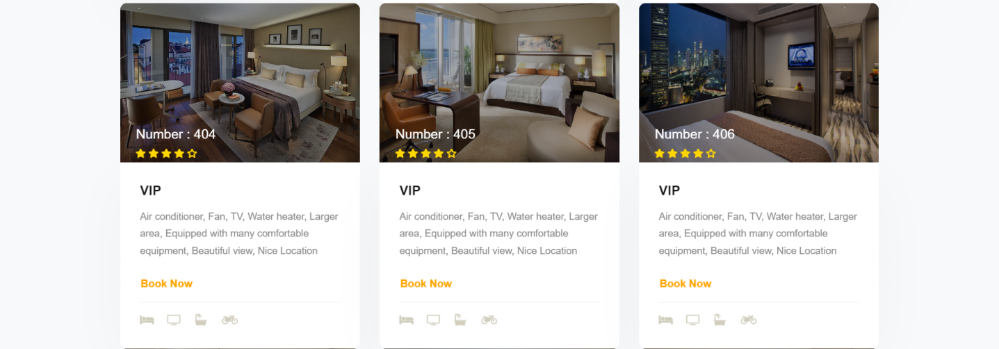 Number : 404
VIP
Air conditioner, Fan, TV, Water heater, Larger
area, Equipped with many comfortable
equipment, Beautiful view, Nice Location
Book Now
Number : 405
VIP
Air conditioner, Fan, TV, Water heater, Larger
area, Equipped with many comfortable
equipment, Beautiful view, Nice Location
Book Now
Number : 406
VIP
Air conditioner, Fan, TV, Water heater, Larger
area, Equipped with many comfortable
equipment, Beautiful view, Nice Location
Book Now